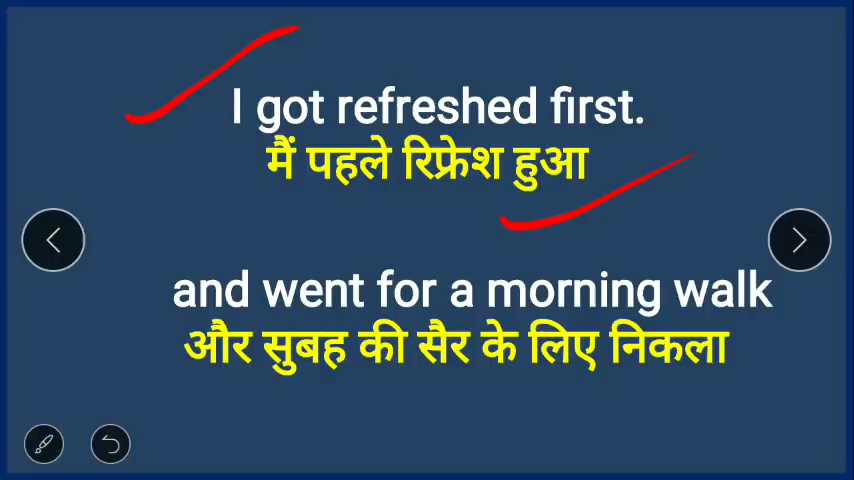 I got refreshed first.
मैं पहले रिफ्रेश हुआ
and went for a morning walk
और सुबह की सैर के लिए निकला